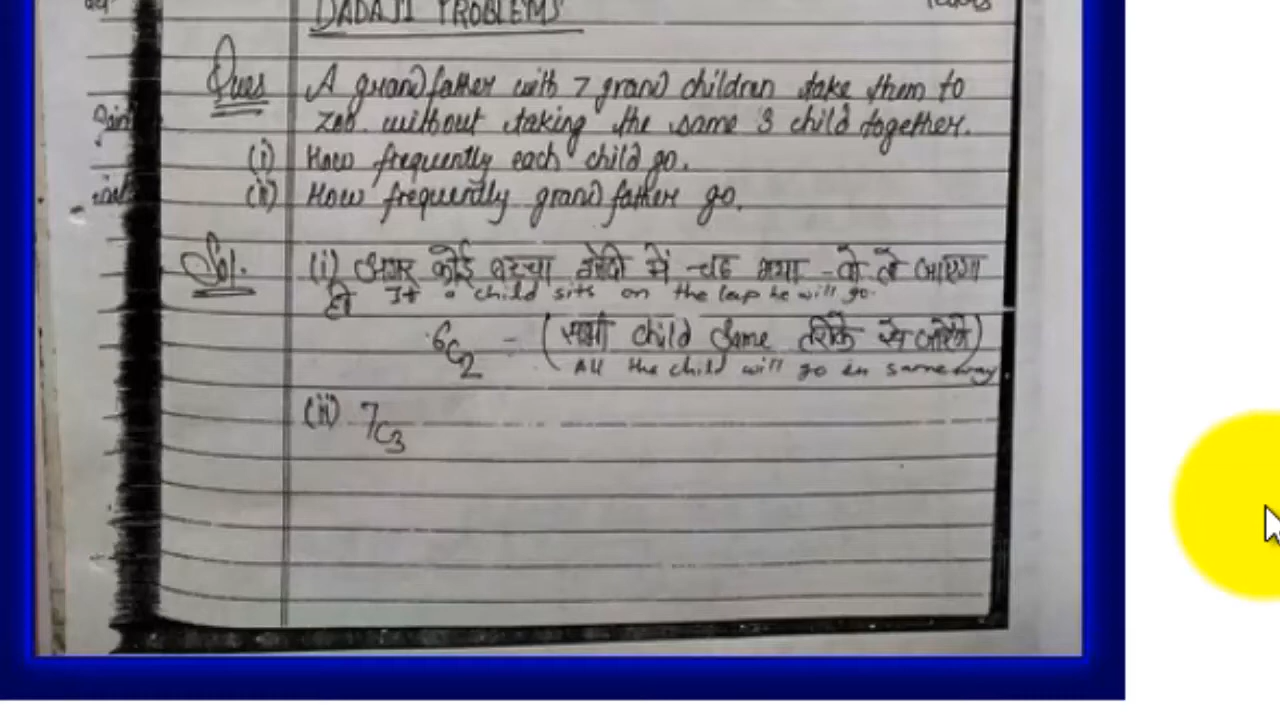 DADAJI PROBLEMS
Ques A grandfather with 7 grand children take them to
zoo. without taking the same 3 child together.
(i) How frequently each child go.
(ii) How frequently grandfather go.
Sol. (i) अगर कोई बच्चा गोदी में चढ गया - वो तो जाएगा
ही If a child sits on the lap he will go.
6C2 - (सभी child same तरीके से जायेंगे)
All the child will go in same way
(ii) 7C3